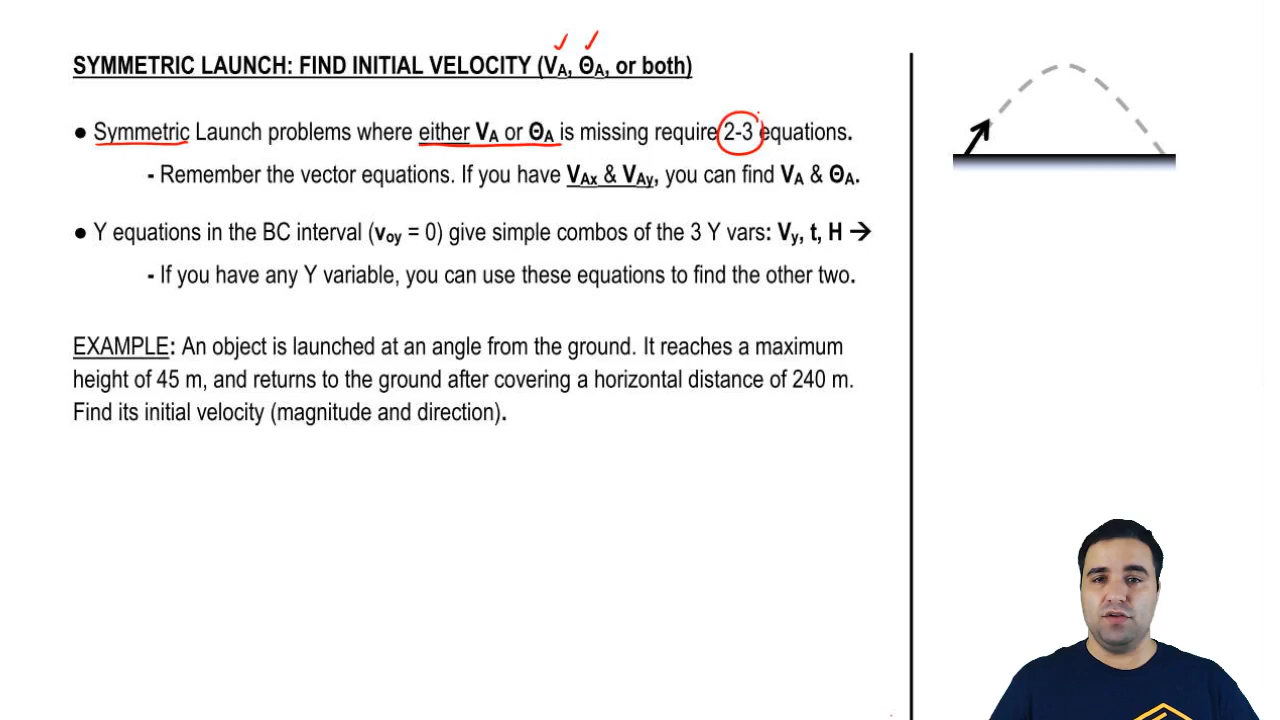 SYMMETRIC LAUNCH: FIND INITIAL VELOCITY (VA, ΘA, or both)
● Symmetric Launch problems where either VA or ΘA is missing require 2-3 equations.
- Remember the vector equations. If you have VAx & VAy, you can find VA & ΘA.
● Y equations in the BC interval (voy = 0) give simple combos of the 3 Y vars: Vy, t, H →
- If you have any Y variable, you can use these equations to find the other two.
EXAMPLE: An object is launched at an angle from the ground. It reaches a maximum
height of 45 m, and returns to the ground after covering a horizontal distance of 240 m.
Find its initial velocity (magnitude and direction).